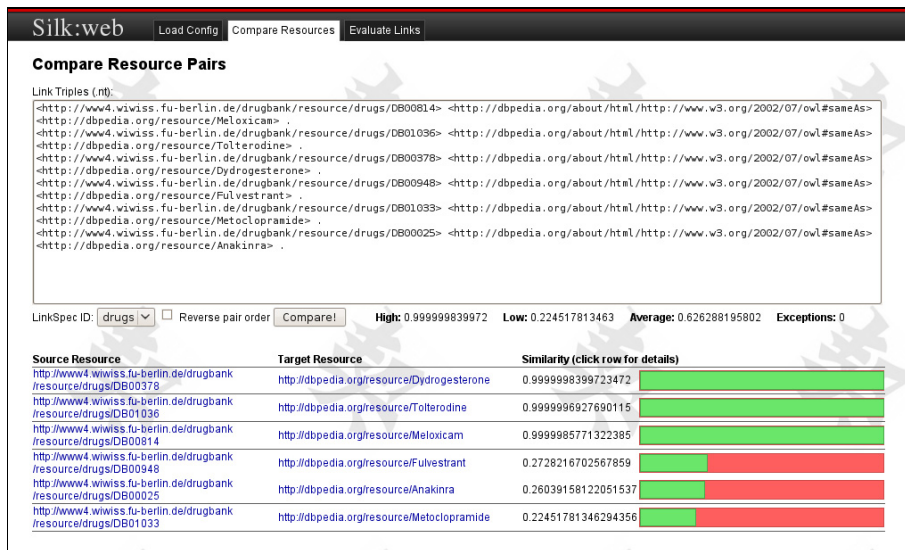 Silk:web Load Config Compare Resources Evaluate Links
Compare Resource Pairs
Link Triples (.nt):
<http://www4.wiwiss.fu-berlin.de/drugbank/resource/drugs/DB00814> <http://dbpedia.org/about/html/http://www.w3.org/2002/07/owl#sameAs>
<http://dbpedia.org/resource/Meloxicam> .
<http://www4.wiwiss.fu-berlin.de/drugbank/resource/drugs/DB01036> <http://dbpedia.org/about/html/http://www.w3.org/2002/07/owl#sameAs>
<http://dbpedia.org/resource/Tolterodine> .
<http://www4.wiwiss.fu-berlin.de/drugbank/resource/drugs/DB00378> <http://dbpedia.org/about/html/http://www.w3.org/2002/07/owl#sameAs>
<http://dbpedia.org/resource/Dydrogesterone> .
<http://www4.wiwiss.fu-berlin.de/drugbank/resource/drugs/DB00948> <http://dbpedia.org/about/html/http://www.w3.org/2002/07/owl#sameAs>
<http://dbpedia.org/resource/Fulvestrant> .
<http://www4.wiwiss.fu-berlin.de/drugbank/resource/drugs/DB01033> <http://dbpedia.org/about/html/http://www.w3.org/2002/07/owl#sameAs>
<http://dbpedia.org/resource/Metoclopramide> .
<http://www4.wiwiss.fu-berlin.de/drugbank/resource/drugs/DB00025> <http://dbpedia.org/about/html/http://www.w3.org/2002/07/owl#sameAs>
<http://dbpedia.org/resource/Anakinra> .
LinkSpec ID: drugs Reverse pair order Compare! High: 0.999999839972 Low: 0.224517813463 Average: 0.626288195802 Exceptions: 0
Source Resource Target Resource Similarity (click row for details)
http://www4.wiwiss.fu-berlin.de/drugbank
/resource/drugs/DB00378 http://dbpedia.org/resource/Dydrogesterone 0.9999998399723472
http://www4.wiwiss.fu-berlin.de/drugbank
/resource/drugs/DB01036 http://dbpedia.org/resource/Tolterodine 0.9999996927690115
http://www4.wiwiss.fu-berlin.de/drugbank
/resource/drugs/DB00814 http://dbpedia.org/resource/Meloxicam 0.9999985771322385
http://www4.wiwiss.fu-berlin.de/drugbank
/resource/drugs/DB00948 http://dbpedia.org/resource/Fulvestrant 0.2728216702567859
http://www4.wiwiss.fu-berlin.de/drugbank
/resource/drugs/DB00025 http://dbpedia.org/resource/Anakinra 0.26039158122051537
http://www4.wiwiss.fu-berlin.de/drugbank
/resource/drugs/DB01033 http://dbpedia.org/resource/Metoclopramide 0.22451781346294356